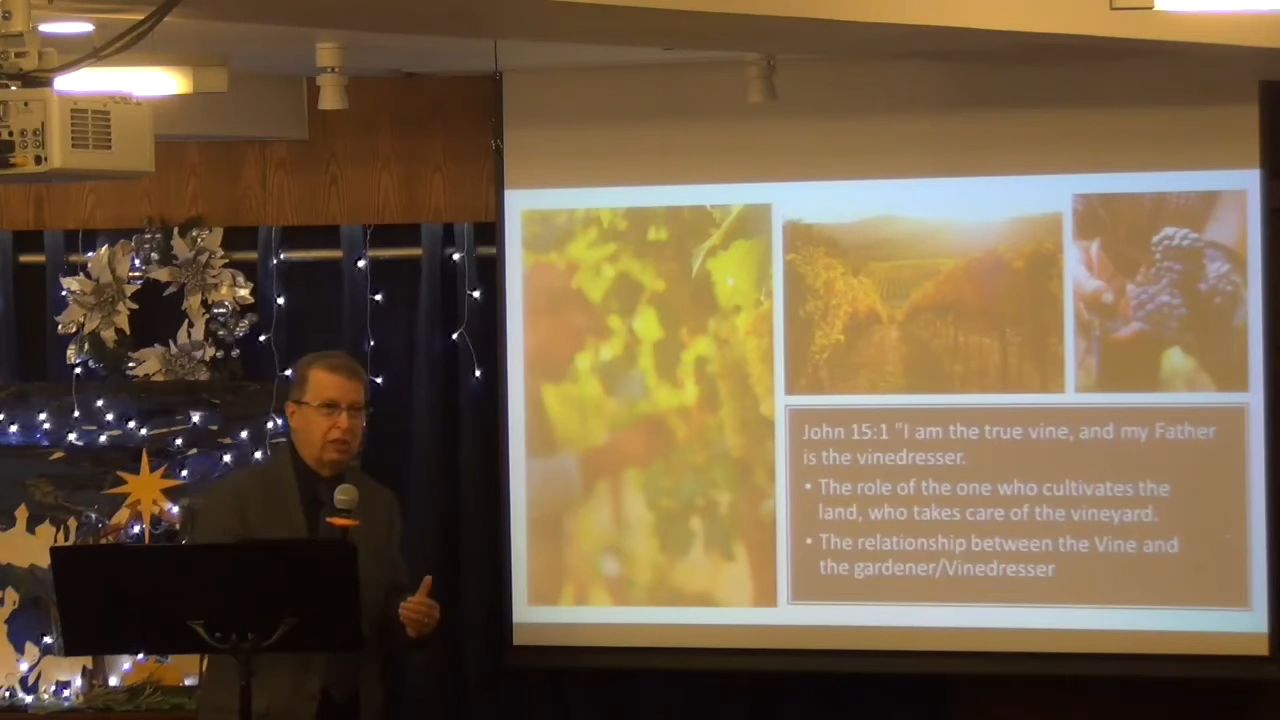 John 15:1 "I am the true vine, and my Father
is the vinedresser.
• The role of the one who cultivates the
land, who takes care of the vineyard.
• The relationship between the Vine and
the gardener/Vinedresser